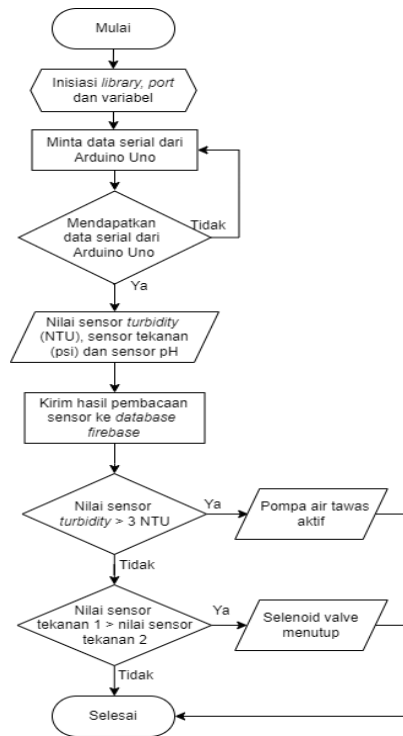 Mulai
Inisiasi library, port
dan variabel
Minta data serial dari
Arduino Uno
Mendapatkan
data serial dari
Arduino Uno
Tidak
Ya
Nilai sensor turbidity
(NTU), sensor tekanan
(psi) dan sensor pH
Kirim hasil pembacaan
sensor ke database
firebase
Nilai sensor
turbidity > 3 NTU
Ya
Pompa air tawas
aktif
Tidak
Nilai sensor
tekanan 1 > nilai sensor
tekanan 2
Ya
Selenoid valve
menutup
Tidak
Selesai